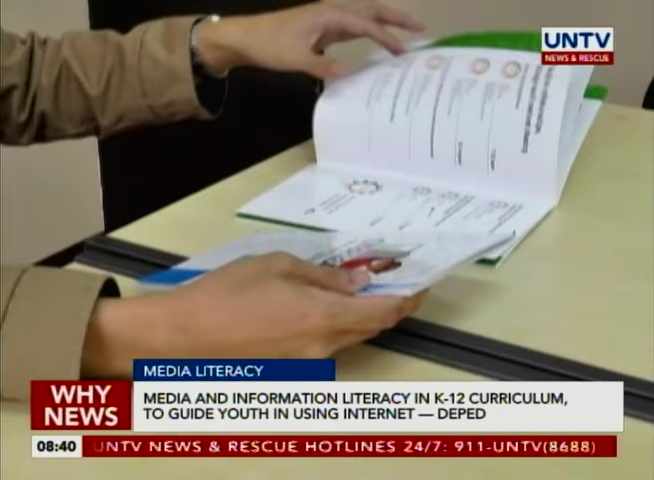 UNTV
NEWS & RESCUE
MEDIA LITERACY
WHY
NEWS
MEDIA AND INFORMATION LITERACY IN K-12 CURRICULUM,
TO GUIDE YOUTH IN USING INTERNET — DEPED
08:40
UNTV NEWS & RESCUE HOTLINES 24/7: 911-UNTV(8688)